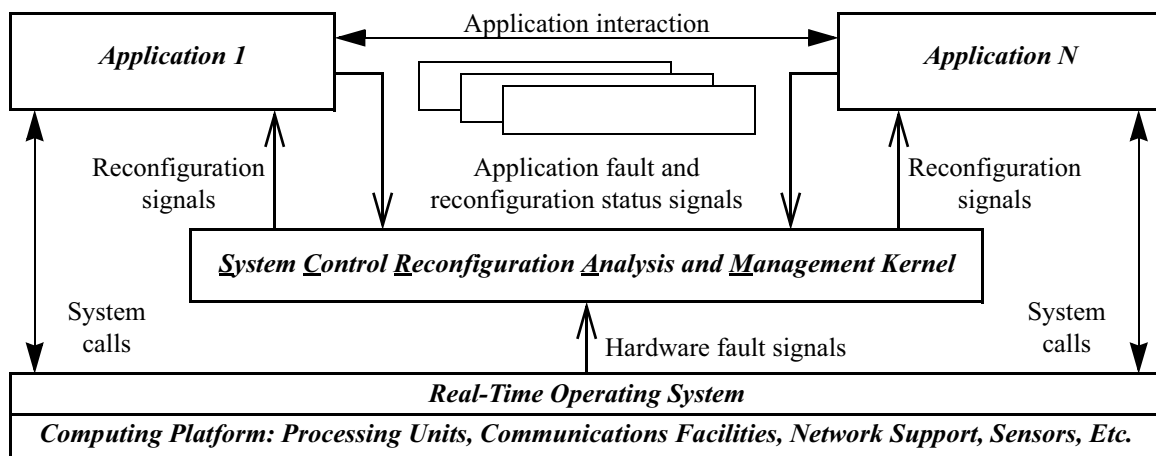 Application interaction
Application 1
Application N
Reconfiguration
signals
Application fault and
reconfiguration status signals
Reconfiguration
signals
System Control Reconfiguration Analysis and Management Kernel
System
calls
Hardware fault signals
System
calls
Real-Time Operating System
Computing Platform: Processing Units, Communications Facilities, Network Support, Sensors, Etc.